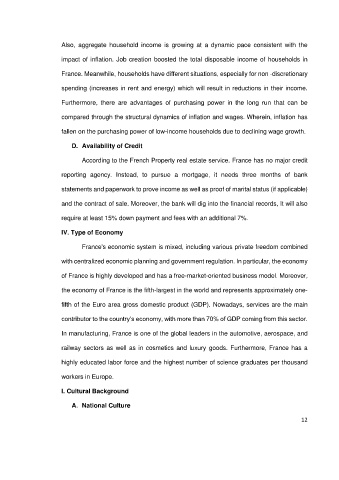 Also, aggregate household income is growing at a dynamic pace consistent with the
impact of inflation. Job creation boosted the total disposable income of households in
France. Meanwhile, households have different situations, especially for non -discretionary
spending (increases in rent and energy) which will result in reductions in their income.
Furthermore, there are advantages of purchasing power in the long run that can be
compared through the structural dynamics of inflation and wages. Wherein, inflation has
fallen on the purchasing power of low-income households due to declining wage growth.
D. Availability of Credit
According to the French Property real estate service. France has no major credit
reporting agency. Instead, to pursue a mortgage, it needs three months of bank
statements and paperwork to prove income as well as proof of marital status (if applicable)
and the contract of sale. Moreover, the bank will dig into the financial records, It will also
require at least 15% down payment and fees with an additional 7%.
IV. Type of Economy
France's economic system is mixed, including various private freedom combined
with centralized economic planning and government regulation. In particular, the economy
of France is highly developed and has a free-market-oriented business model. Moreover,
the economy of France is the fifth-largest in the world and represents approximately one-
fifth of the Euro area gross domestic product (GDP). Nowadays, services are the main
contributor to the country's economy, with more than 70% of GDP coming from this sector.
In manufacturing, France is one of the global leaders in the automotive, aerospace, and
railway sectors as well as in cosmetics and luxury goods. Furthermore, France has a
highly educated labor force and the highest number of science graduates per thousand
workers in Europe.
I. Cultural Background
A. National Culture
12